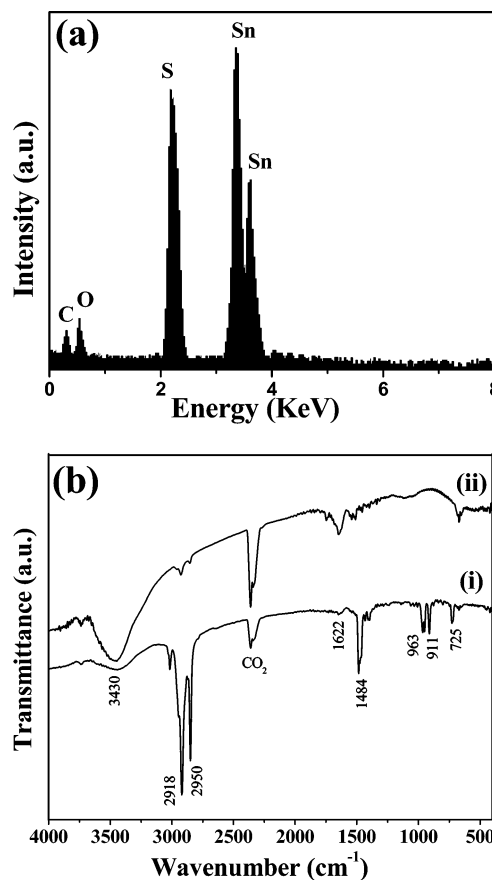 (a)
Sn
S
Sn
C
O
Intensity (a.u.)
0 2 4 6 8
Energy (KeV)
(b)
(ii)
(i)
3430
2918
2950
CO2
1622
1484
963
911
725
Transmittance (a.u.)
4000 3500 3000 2500 2000 1500 1000 500
Wavenumber (cm-1)